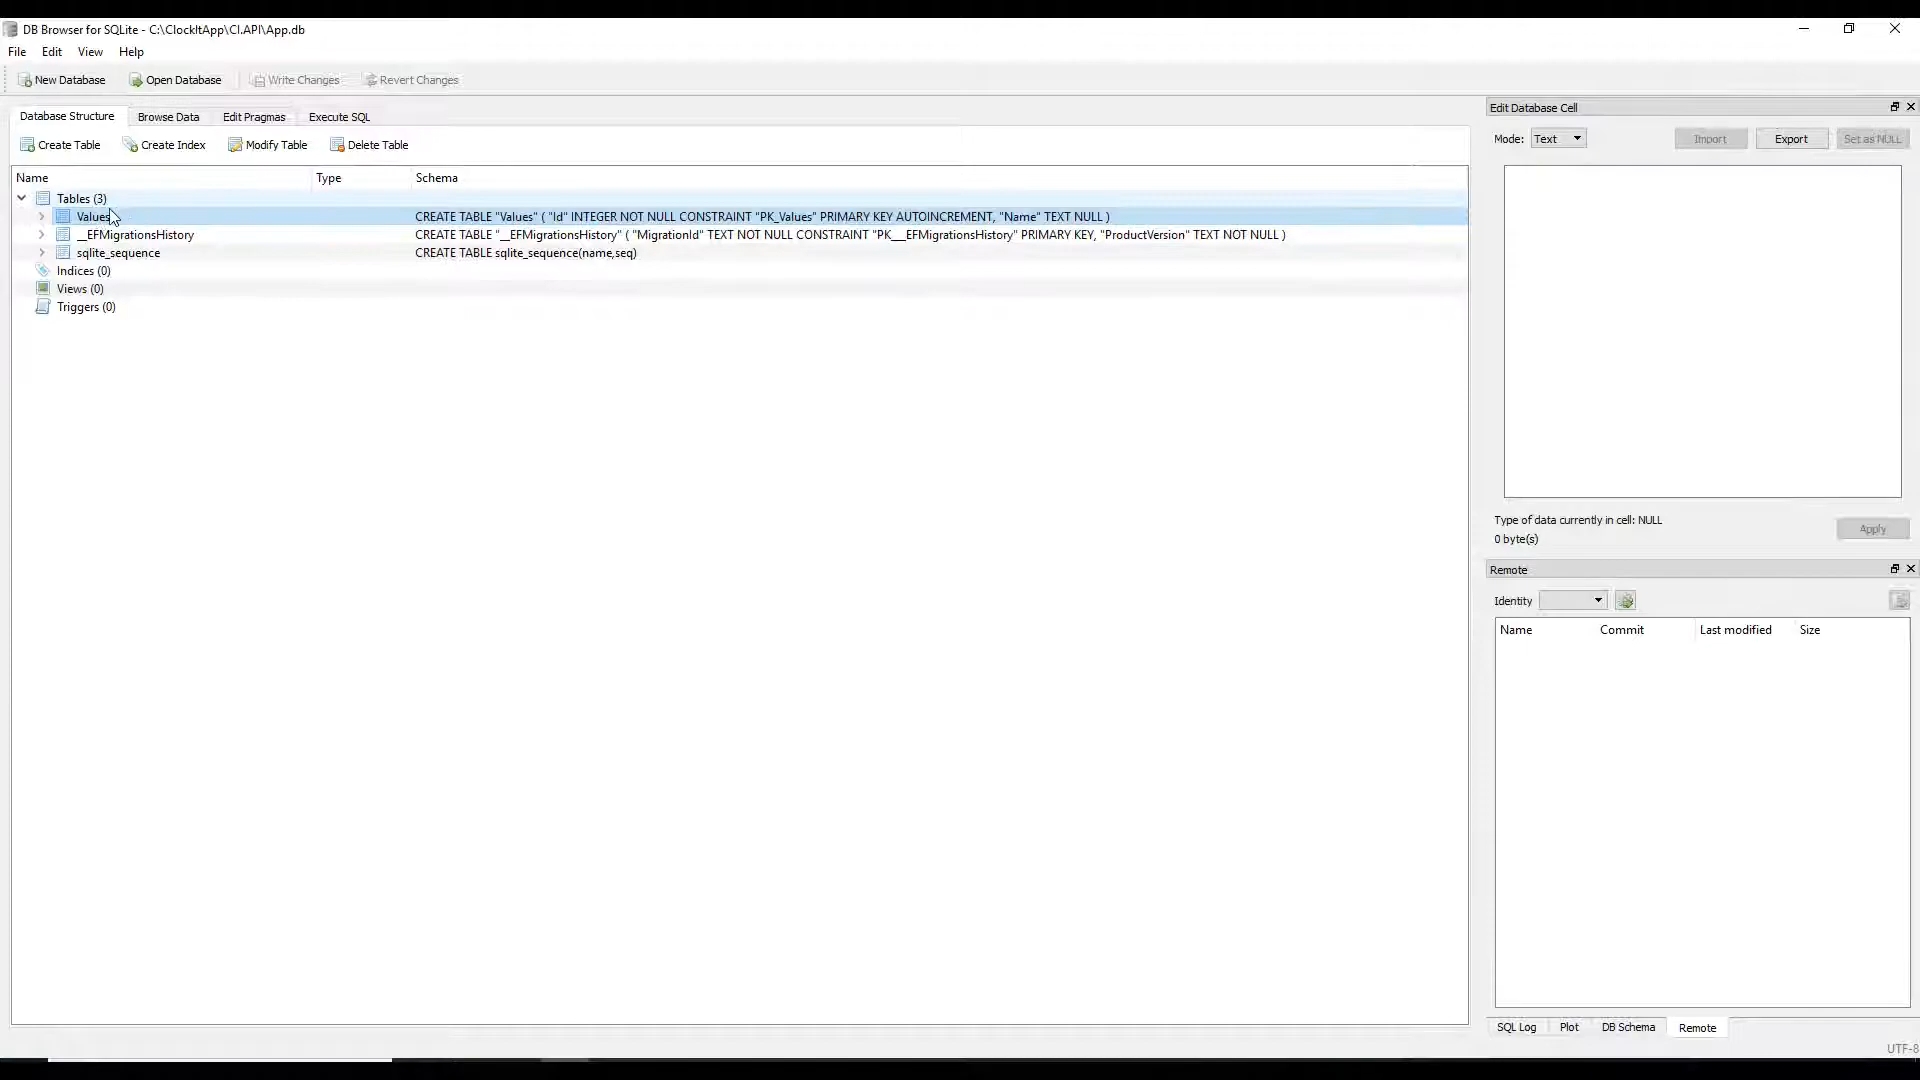 DB Browser for SQLite - C:\ClockItApp\CI.API\App.db
File Edit View Help
New Database Open Database Write Changes Revert Changes
Database Structure Browse Data Edit Pragmas Execute SQL
Create Table Create Index Modify Table Delete Table
Name Type Schema
Tables (3)
Values CREATE TABLE "Values" ( "Id" INTEGER NOT NULL CONSTRAINT "PK_Values" PRIMARY KEY AUTOINCREMENT, "Name" TEXT NULL )
__EFMigrationsHistory CREATE TABLE "__EFMigrationsHistory" ( "MigrationId" TEXT NOT NULL CONSTRAINT "PK___EFMigrationsHistory" PRIMARY KEY, "ProductVersion" TEXT NOT NULL )
sqlite_sequence CREATE TABLE sqlite_sequence(name,seq)
Indices (0)
Views (0)
Triggers (0)
Edit Database Cell
Mode: Text Import Export Set as NULL
Type of data currently in cell: NULL
0 byte(s)
Apply
Remote
Identity
Name Commit Last modified Size
SQL Log Plot DB Schema Remote
UTF-8